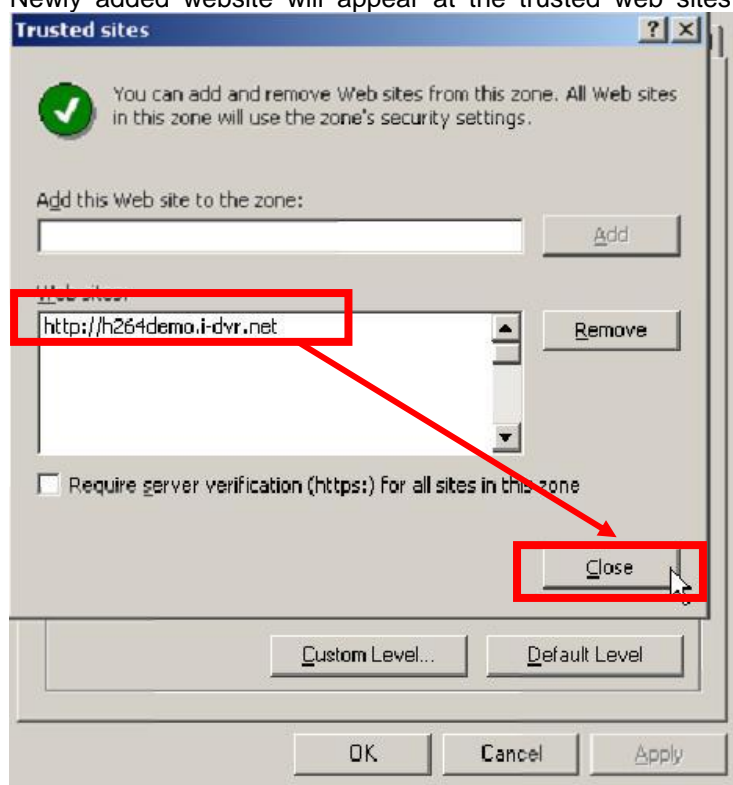 Newly added website will appear at the trusted web sites
Trusted sites
You can add and remove Web sites from this zone. All Web sites
in this zone will use the zone's security settings.
Add this Web site to the zone:
Add
Web sites:
http://h264demo.i-dvr.net
Remove
Require server verification (https:) for all sites in this zone
Close
Custom Level...
Default Level
OK
Cancel
Apply